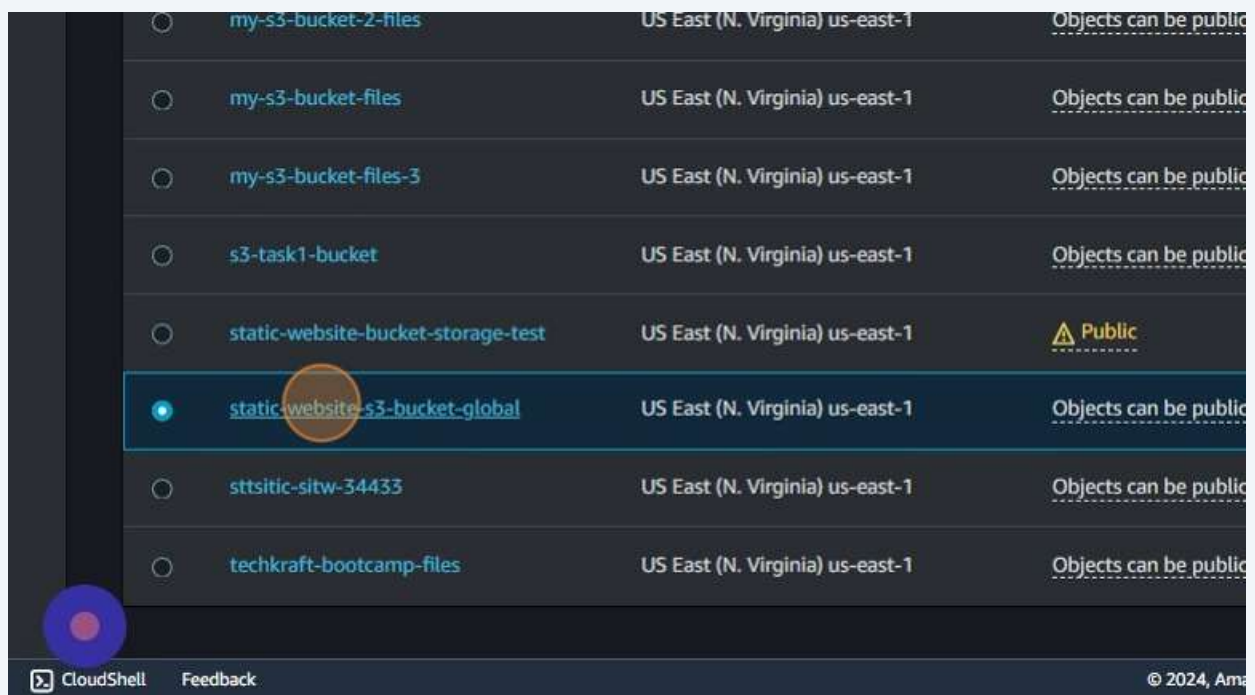 my-s3-bucket-2-files US East (N. Virginia) us-east-1 Objects can be public
my-s3-bucket-files US East (N. Virginia) us-east-1 Objects can be public
my-s3-bucket-files-3 US East (N. Virginia) us-east-1 Objects can be public
s3-task1-bucket US East (N. Virginia) us-east-1 Objects can be public
static-website-bucket-storage-test US East (N. Virginia) us-east-1 Public
static-website-s3-bucket-global US East (N. Virginia) us-east-1 Objects can be public
sttsitic-sitw-34433 US East (N. Virginia) us-east-1 Objects can be public
techkraft-bootcamp-files US East (N. Virginia) us-east-1 Objects can be public
CloudShell Feedback © 2024, Ama